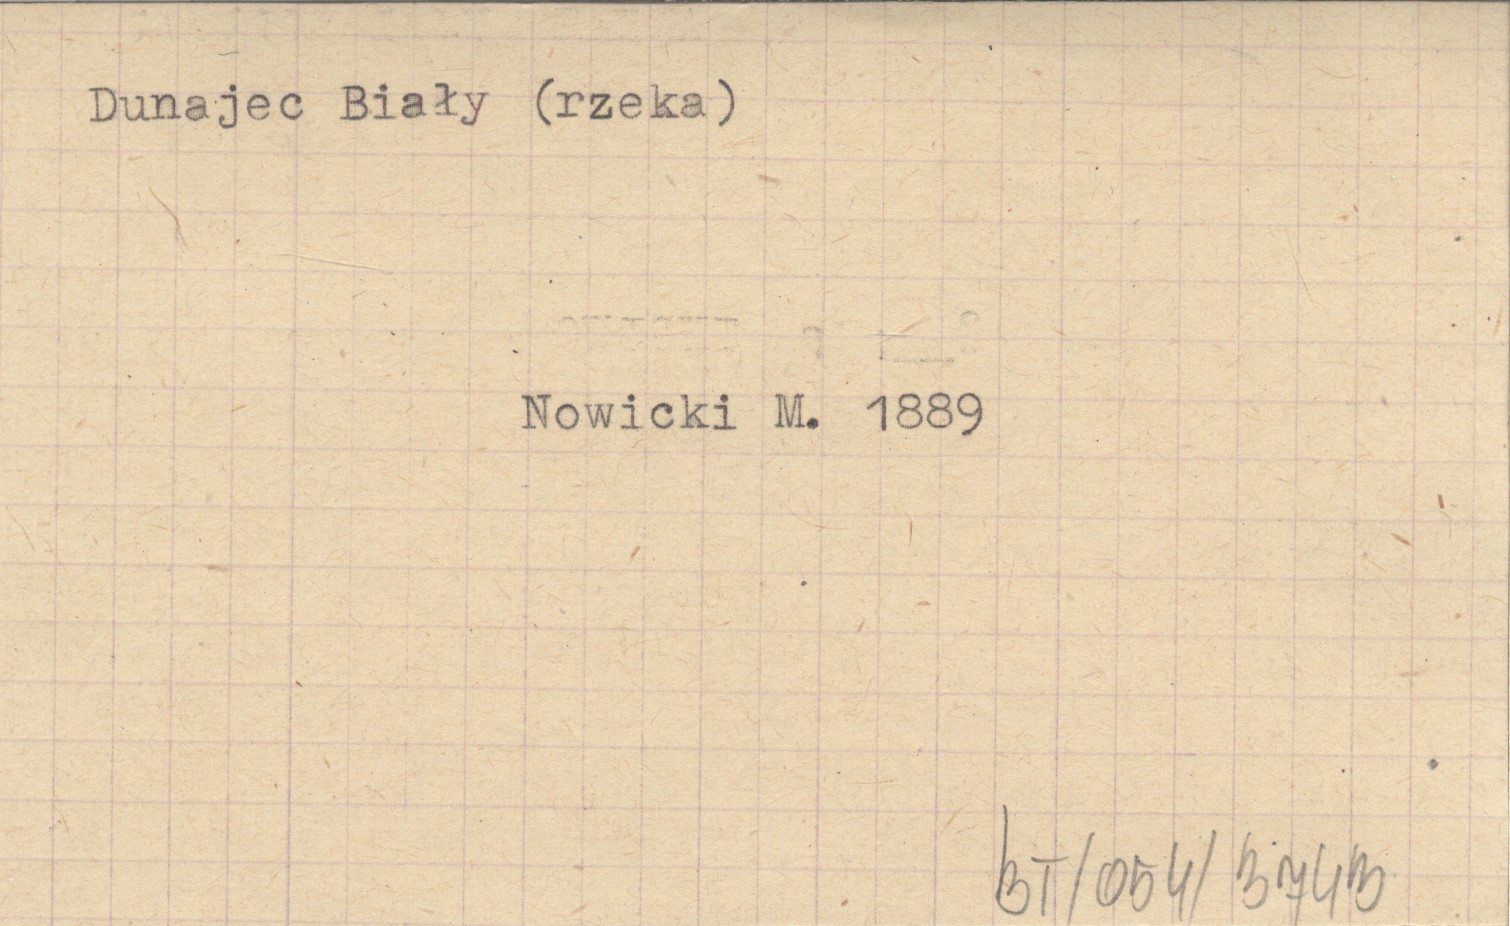 Dunajec Biały (rzeka)
Nowicki M. 1889
BT/054/3743